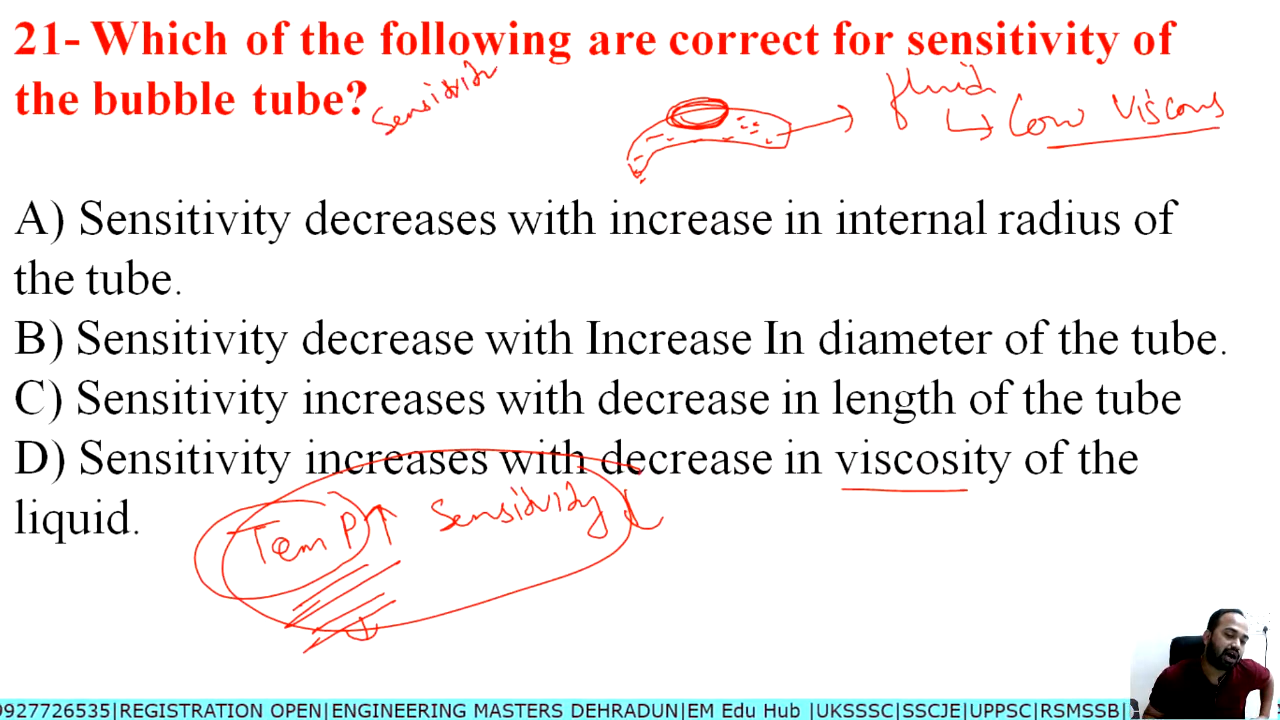 21- Which of the following are correct for sensitivity of
the bubble tube?
Sensitivity
fluid
↳ Low Viscous
A) Sensitivity decreases with increase in internal radius of
the tube.
B) Sensitivity decrease with Increase In diameter of the tube.
C) Sensitivity increases with decrease in length of the tube
D) Sensitivity increases with decrease in viscosity of the
liquid.
Temp ↑ Sensitivity ↓
9927726535|REGISTRATION OPEN|ENGINEERING MASTERS DEHRADUN|EM Edu Hub |UKSSSC|SSCJE|UPPSC|RSMSSB|